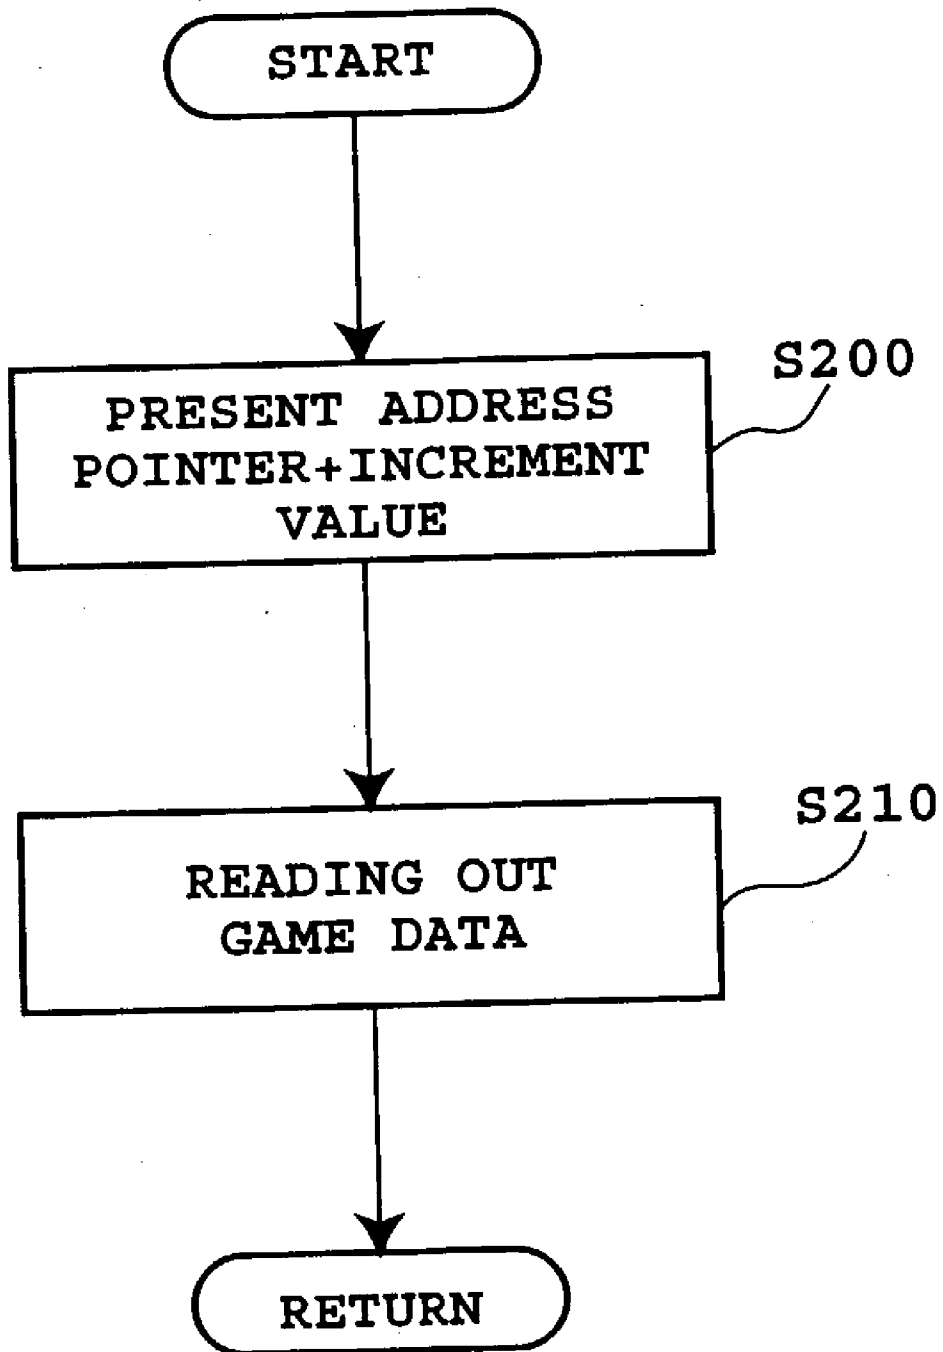 START
S200
PRESENT ADDRESS
POINTER+INCREMENT
VALUE
S210
READING OUT
GAME DATA
RETURN